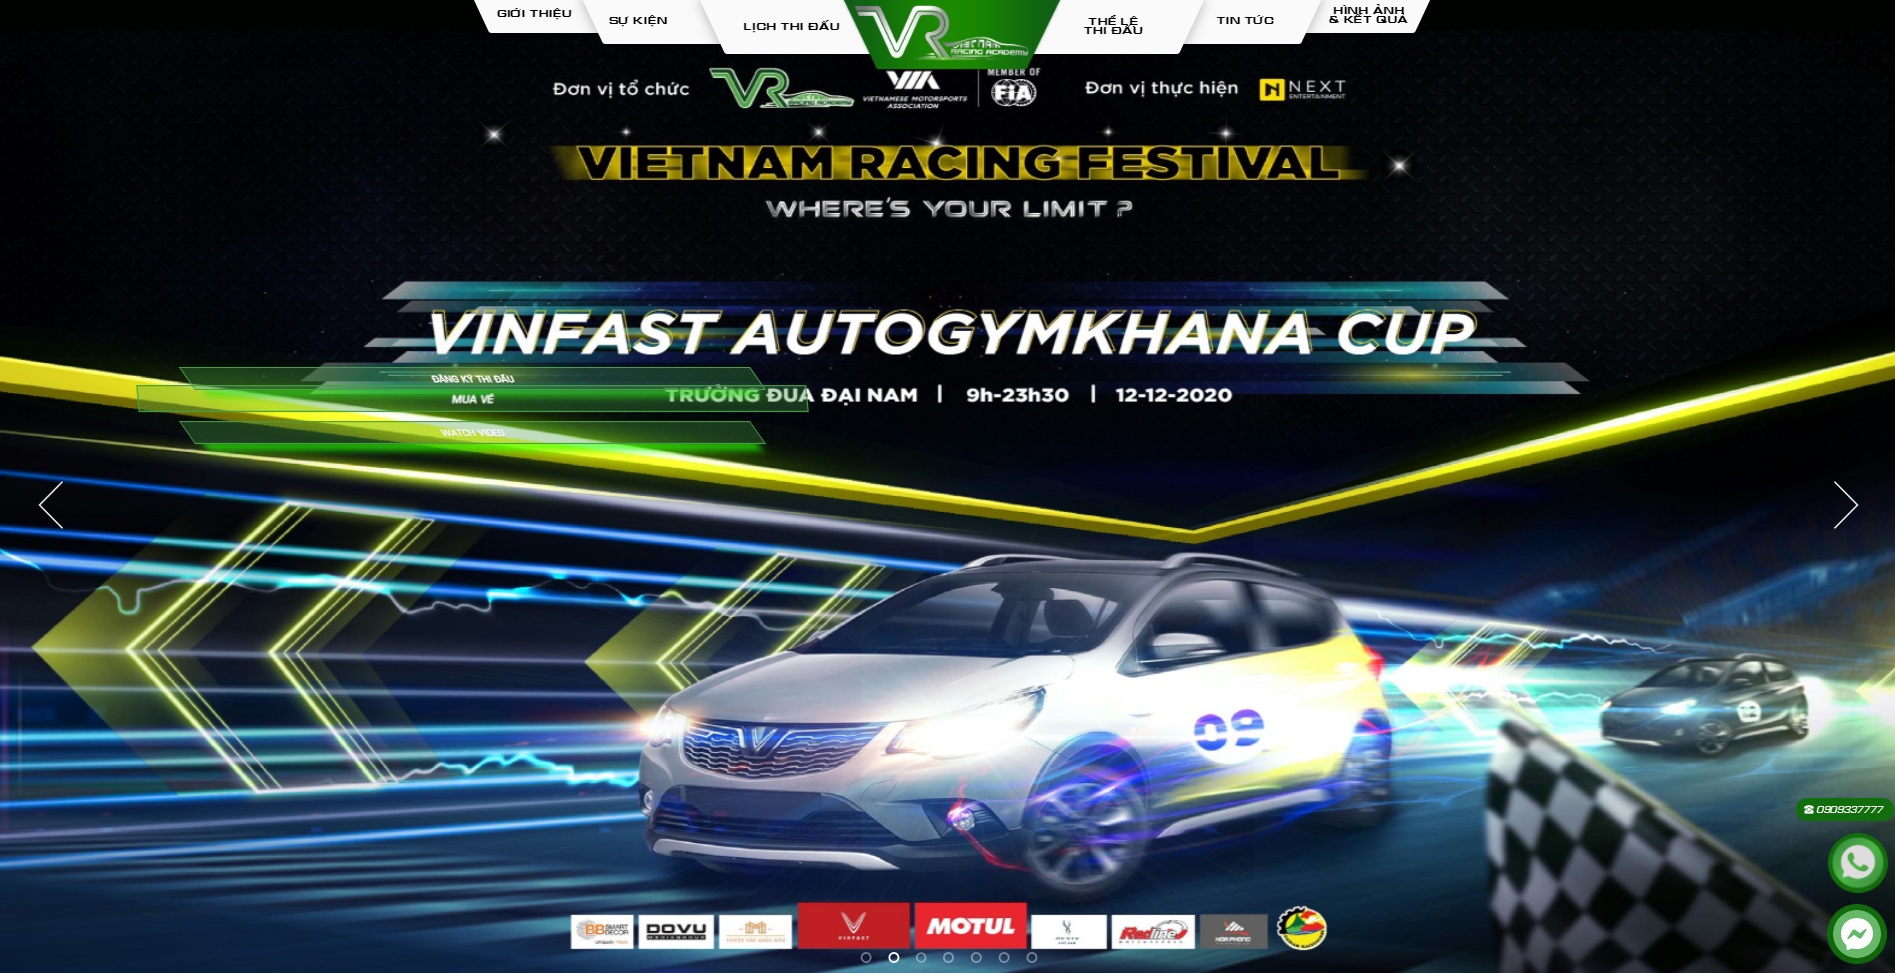 GIỚI THIỆU
SỰ KIỆN
LỊCH THI ĐẤU
VR
VIETNAM
RACING ACADEMY
THỂ LỆ
THI ĐẤU
TIN TỨC
HÌNH ẢNH
& KẾT QUẢ
Đơn vị tổ chức
VR
RACING ACADEMY
VMA
VIETNAMESE MOTORSPORTS
ASSOCIATION
MEMBER OF
FIA
Đơn vị thực hiện
N NEXT
ENTERTAINMENT
VIETNAM RACING FESTIVAL
WHERE'S YOUR LIMIT ?
VINFAST AUTOGYMKHANA CUP
TRƯỜNG ĐUA ĐẠI NAM | 9h-23h30 | 12-12-2020
ĐĂNG KÝ THI ĐẤU
MUA VÉ
WATCH VIDEO
09
0909337777
BB SMART
DECOR
DOVU
VINFAST
MOTUL
Redline
HOA PHONG